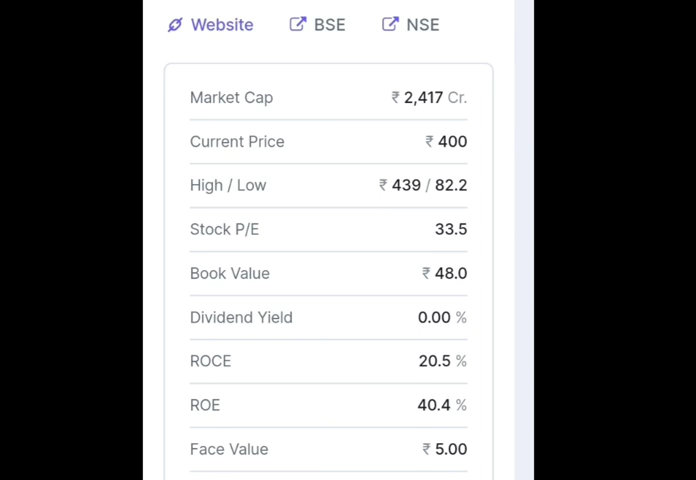 Website BSE NSE
Market Cap ₹ 2,417 Cr.
Current Price ₹ 400
High / Low ₹ 439 / 82.2
Stock P/E 33.5
Book Value ₹ 48.0
Dividend Yield 0.00 %
ROCE 20.5 %
ROE 40.4 %
Face Value ₹ 5.00